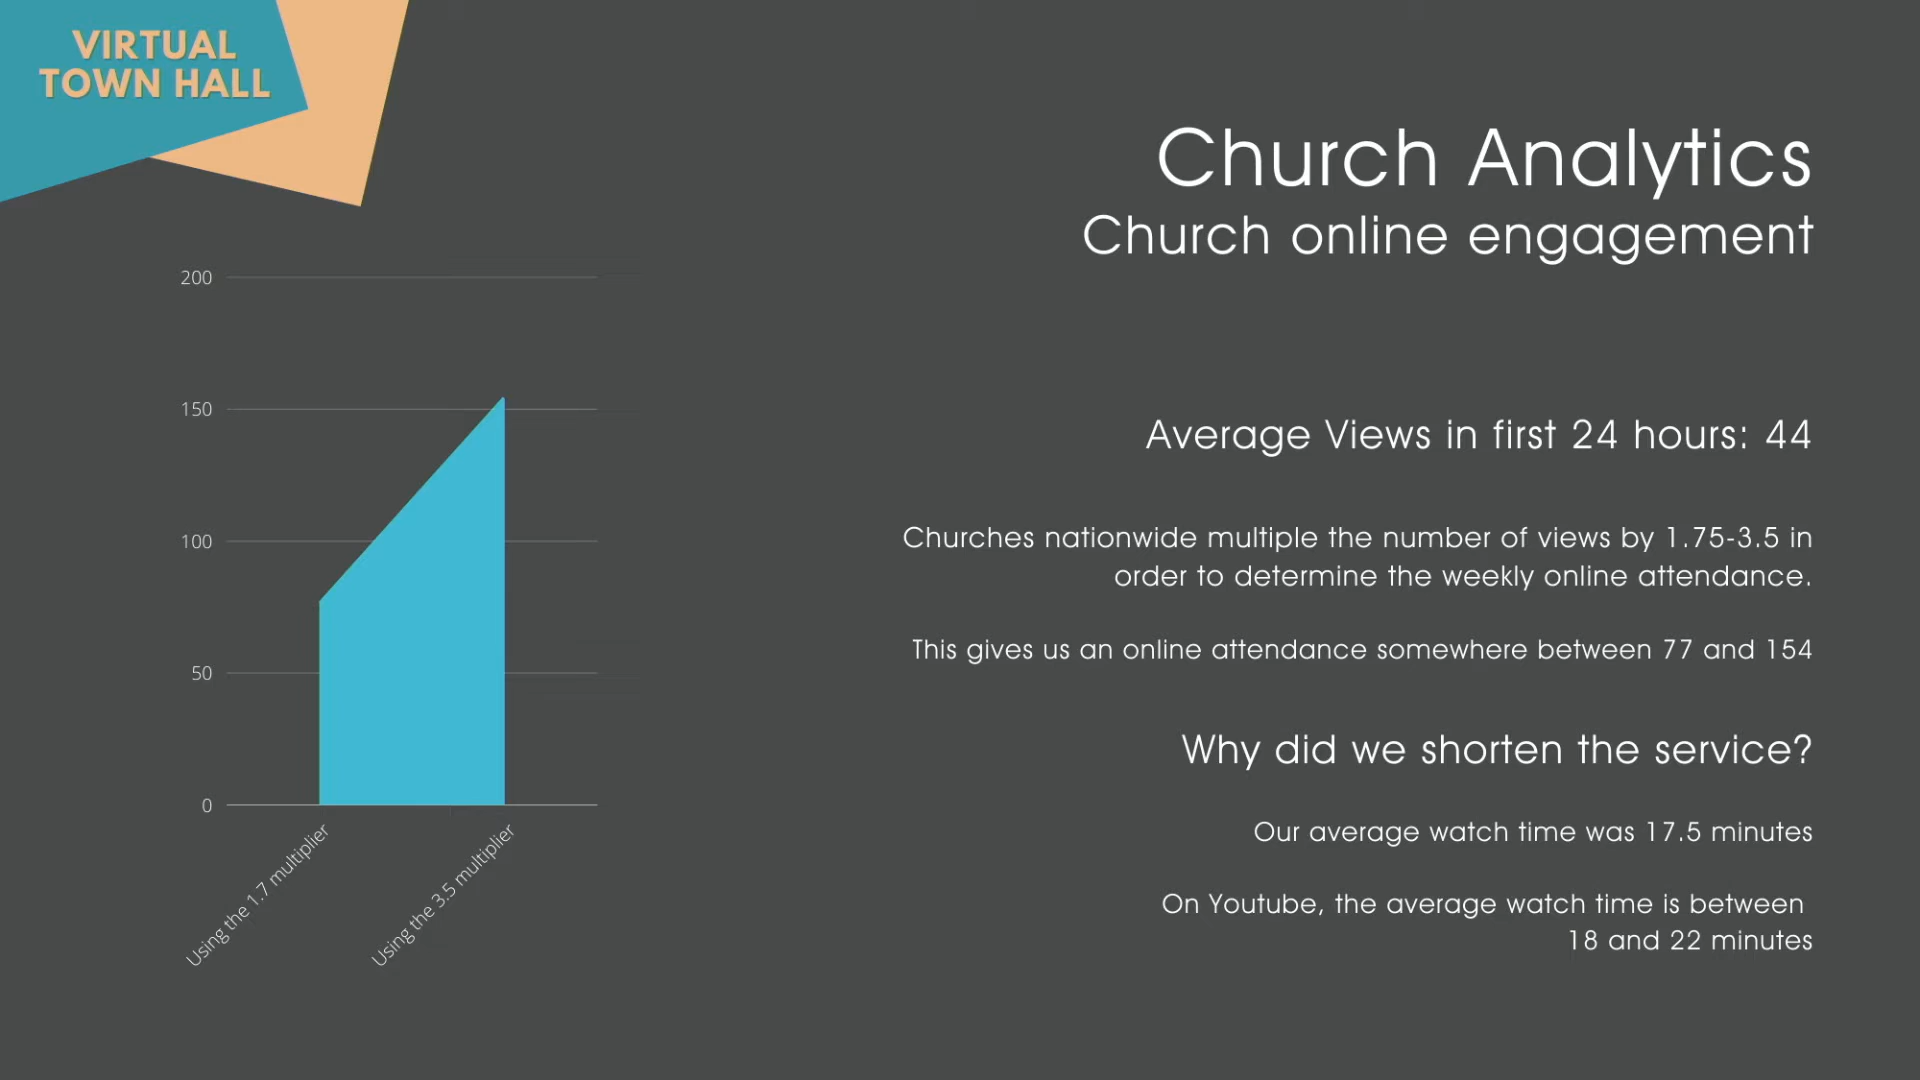 VIRTUAL
TOWN HALL
Church Analytics
Church online engagement
200
150
100
50
0
Using the 1.7 multiplier
Using the 3.5 multiplier
Average Views in first 24 hours: 44
Churches nationwide multiple the number of views by 1.75-3.5 in
order to determine the weekly online attendance.
This gives us an online attendance somewhere between 77 and 154
Why did we shorten the service?
Our average watch time was 17.5 minutes
On Youtube, the average watch time is between
18 and 22 minutes